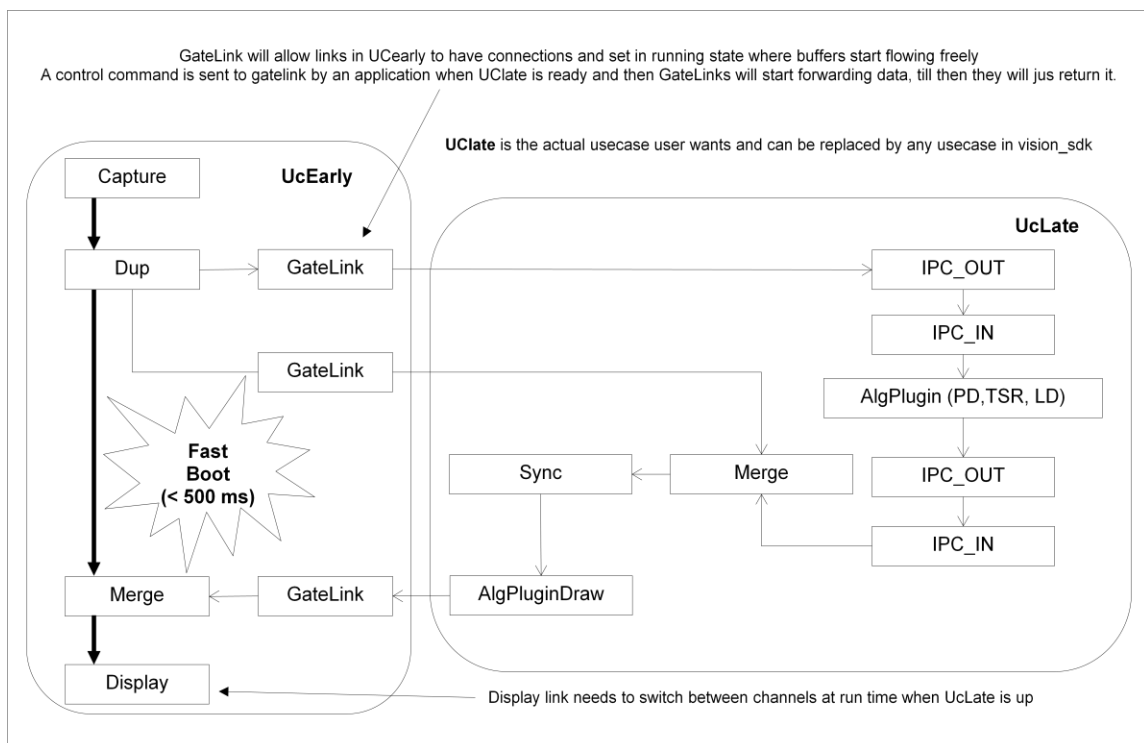 GateLink will allow links in UCearly to have connections and set in running state where buffers start flowing freely
A control command is sent to gatelink by an application when UClate is ready and then GateLinks will start forwarding data, till then they will jus return it.
UClate is the actual usecase user wants and can be replaced by any usecase in vision_sdk
Capture
UcEarly
UcLate
Dup
GateLink
IPC_OUT
IPC_IN
GateLink
AlgPlugin (PD,TSR, LD)
Fast
Boot
(< 500 ms)
Sync
Merge
IPC_OUT
IPC_IN
Merge
GateLink
AlgPluginDraw
Display
Display link needs to switch between channels at run time when UcLate is up